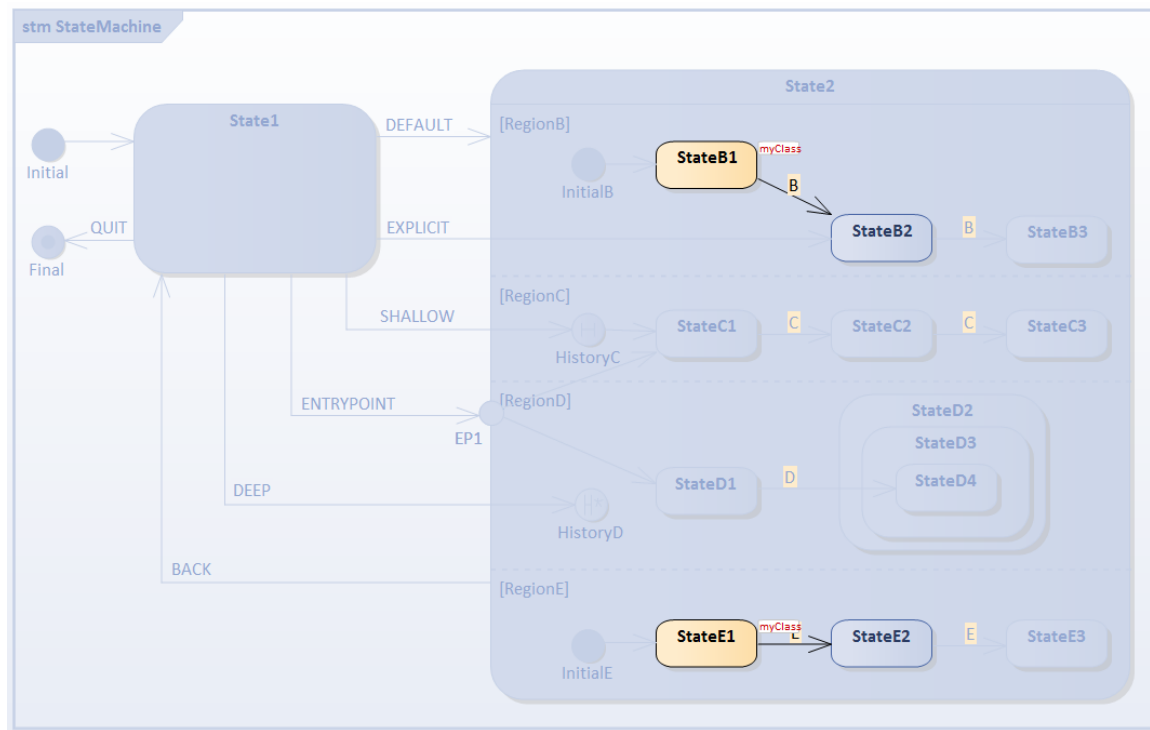 stm StateMachine
State2
State1
DEFAULT
[RegionB]
Initial
InitialB
StateB1
myClass
B
QUIT
Final
EXPLICIT
StateB2
B
StateB3
[RegionC]
SHALLOW
HistoryC
StateC1
C
StateC2
C
StateC3
ENTRYPOINT
EP1
[RegionD]
StateD2
StateD3
StateD4
StateD1
D
DEEP
HistoryD
BACK
[RegionE]
InitialE
StateE1
myClass
E
StateE2
E
StateE3